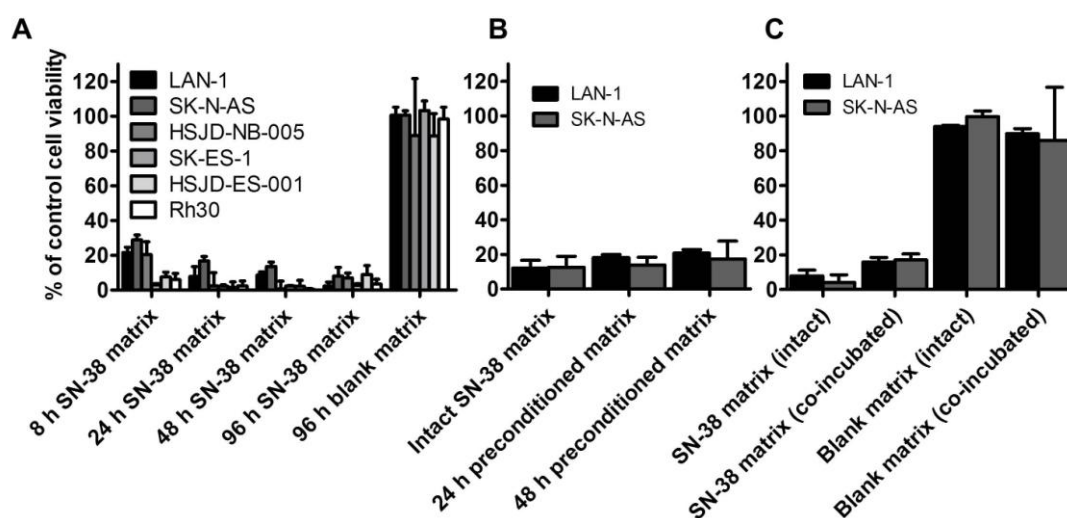 A
% of control cell viability
120
100
80
60
40
20
0
LAN-1
SK-N-AS
HSJD-NB-005
SK-ES-1
HSJD-ES-001
Rh30
8 h SN-38 matrix
24 h SN-38 matrix
48 h SN-38 matrix
96 h SN-38 matrix
96 h blank matrix
B
120
100
80
60
40
20
0
LAN-1
SK-N-AS
Intact SN-38 matrix
24 h preconditioned matrix
48 h preconditioned matrix
C
120
100
80
60
40
20
0
LAN-1
SK-N-AS
SN-38 matrix (intact)
SN-38 matrix (co-incubated)
Blank matrix (intact)
Blank matrix (co-incubated)